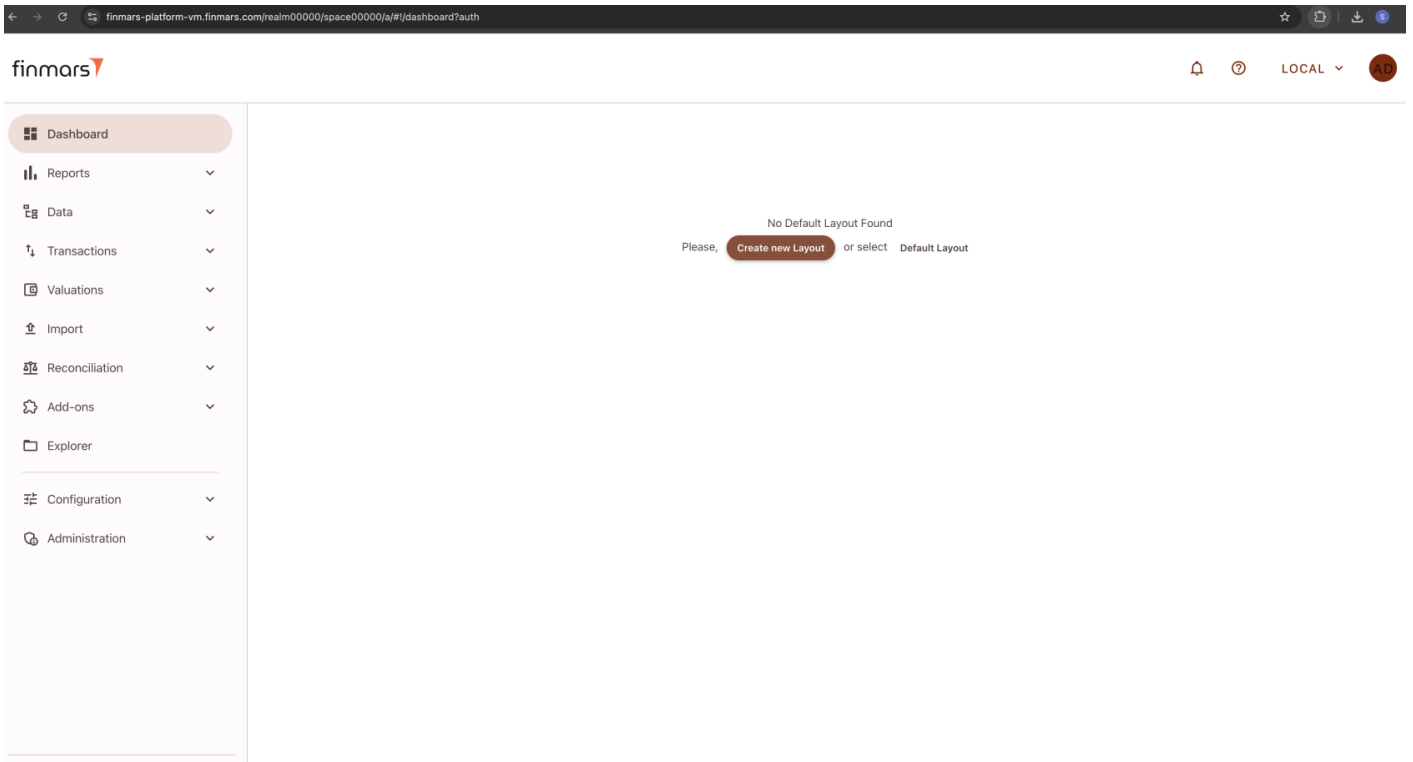 finmars-platform-vm.finmars.com/realm00000/space00000/a/#!/dashboard?auth
S
finmars
LOCAL
AD
Dashboard
Reports
Data
Transactions
Valuations
Import
Reconciliation
Add-ons
Explorer
Configuration
Administration
No Default Layout Found
Please, Create new Layout or select Default Layout